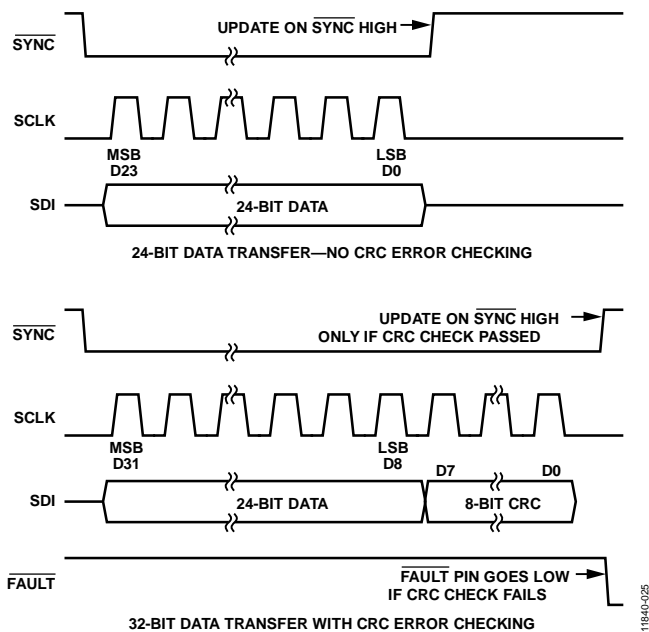 UPDATE ON SYNC HIGH
SYNC
SCLK
MSB
D23
LSB
D0
SDI
24-BIT DATA
24-BIT DATA TRANSFER—NO CRC ERROR CHECKING
UPDATE ON SYNC HIGH
ONLY IF CRC CHECK PASSED
SYNC
SCLK
MSB
D31
LSB
D8
D7
D0
SDI
24-BIT DATA
8-BIT CRC
FAULT
FAULT PIN GOES LOW
IF CRC CHECK FAILS
32-BIT DATA TRANSFER WITH CRC ERROR CHECKING
11840-025